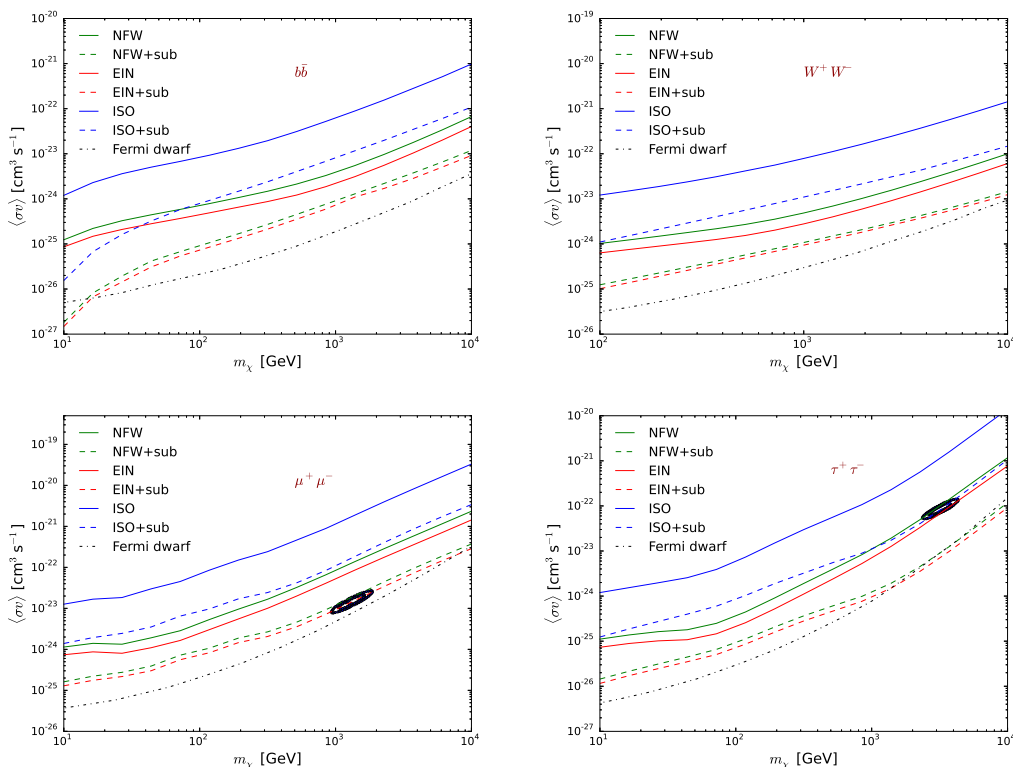 10^-20
10^-21
10^-22
10^-23
10^-24
10^-25
10^-26
10^-27
⟨σv⟩ [cm³ s⁻¹]
NFW
NFW+sub
EIN
EIN+sub
ISO
ISO+sub
Fermi dwarf
bb̄
10^1
10^2
10^3
10^4
m_χ [GeV]
10^-19
10^-20
10^-21
10^-22
10^-23
10^-24
10^-25
10^-26
⟨σv⟩ [cm³ s⁻¹]
NFW
NFW+sub
EIN
EIN+sub
ISO
ISO+sub
Fermi dwarf
W⁺W⁻
10^2
10^3
10^4
m_χ [GeV]
10^-19
10^-20
10^-21
10^-22
10^-23
10^-24
10^-25
10^-26
⟨σv⟩ [cm³ s⁻¹]
NFW
NFW+sub
EIN
EIN+sub
ISO
ISO+sub
Fermi dwarf
μ⁺μ⁻
10^1
10^2
10^3
10^4
m_χ [GeV]
10^-20
10^-21
10^-22
10^-23
10^-24
10^-25
10^-26
10^-27
⟨σv⟩ [cm³ s⁻¹]
NFW
NFW+sub
EIN
EIN+sub
ISO
ISO+sub
Fermi dwarf
τ⁺τ⁻
10^1
10^2
10^3
10^4
m_χ [GeV]